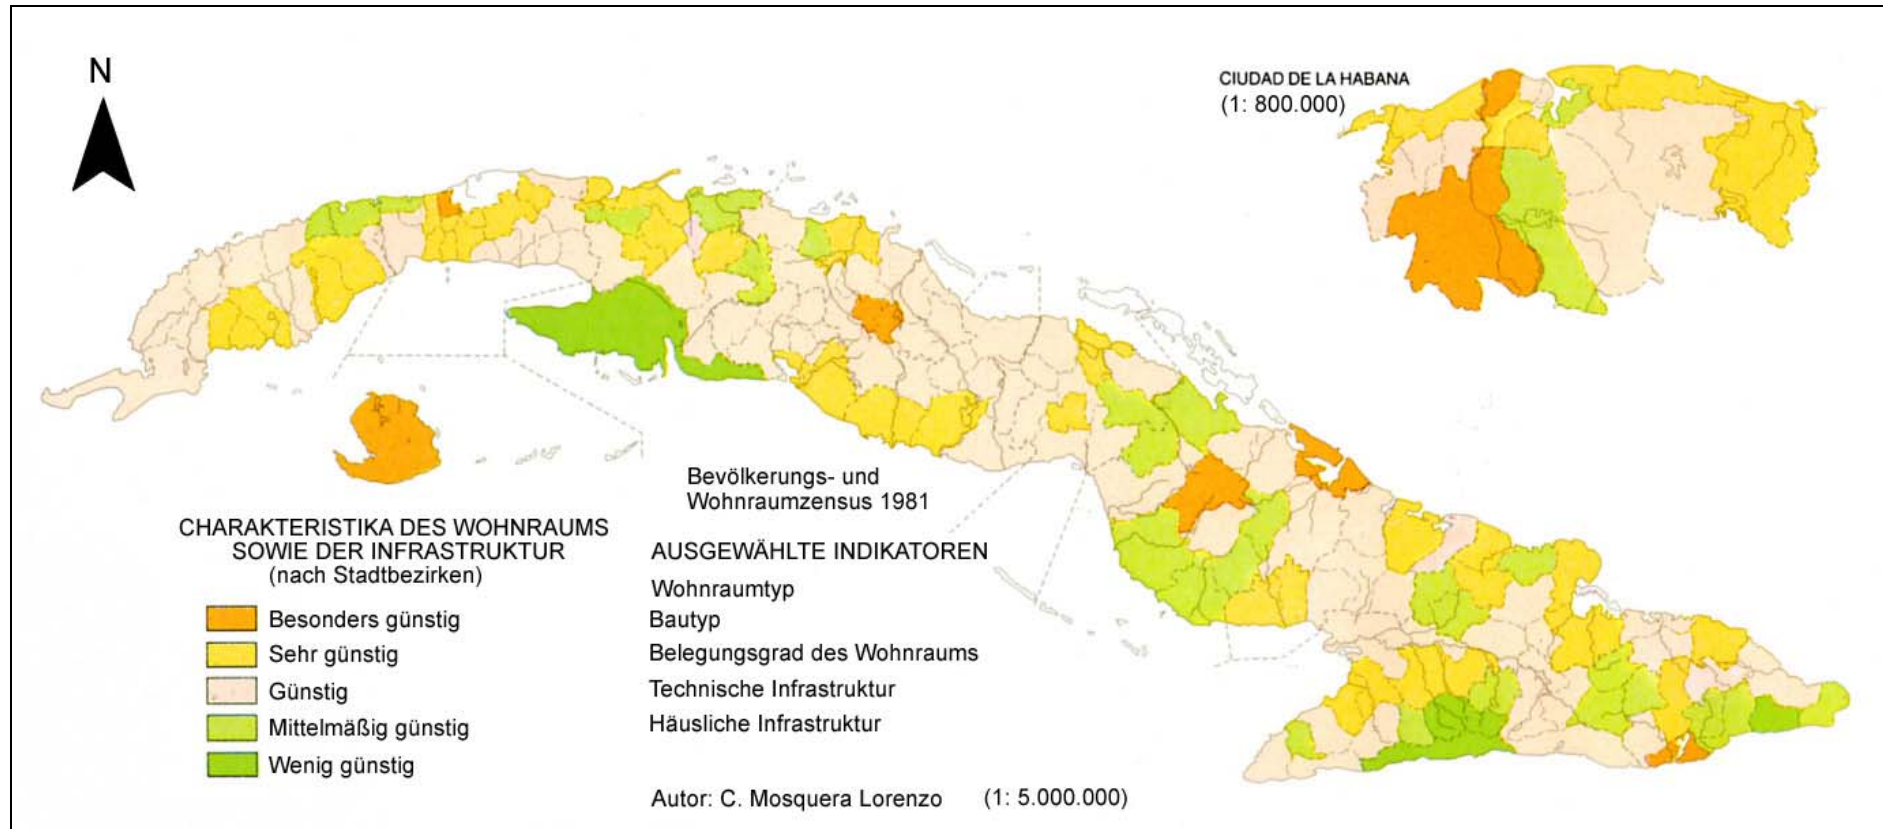 N
CIUDAD DE LA HABANA
(1: 800.000)
Bevölkerungs- und
Wohnraumzensus 1981
CHARAKTERISTIKA DES WOHNRAUMS
SOWIE DER INFRASTRUKTUR
(nach Stadtbezirken)
Besonders günstig
Sehr günstig
Günstig
Mittelmäßig günstig
Wenig günstig
AUSGEWÄHLTE INDIKATOREN
Wohnraumtyp
Bautyp
Belegungsgrad des Wohnraums
Technische Infrastruktur
Häusliche Infrastruktur
Autor: C. Mosquera Lorenzo (1: 5.000.000)